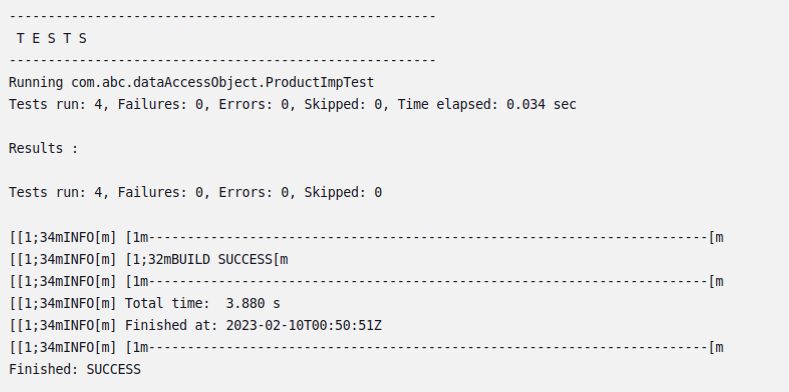 -------------------------------------------------------
 T E S T S
-------------------------------------------------------
Running com.abc.dataAccessObject.ProductImpTest
Tests run: 4, Failures: 0, Errors: 0, Skipped: 0, Time elapsed: 0.034 sec

Results :

Tests run: 4, Failures: 0, Errors: 0, Skipped: 0

[[1;34mINFO[m] [1m------------------------------------------------------------------------[m
[[1;34mINFO[m] [1;32mBUILD SUCCESS[m
[[1;34mINFO[m] [1m------------------------------------------------------------------------[m
[[1;34mINFO[m] Total time:  3.880 s
[[1;34mINFO[m] Finished at: 2023-02-10T00:50:51Z
[[1;34mINFO[m] [1m------------------------------------------------------------------------[m
Finished: SUCCESS